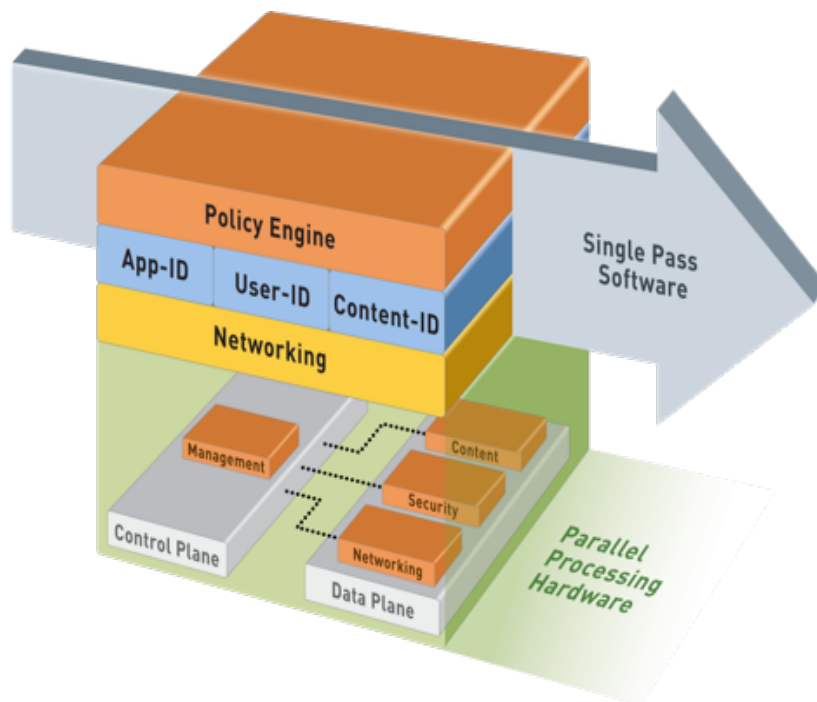 Policy Engine
App-ID
User-ID
Content-ID
Networking
Single Pass
Software
Management
Content
Security
Networking
Control Plane
Data Plane
Parallel
Processing
Hardware